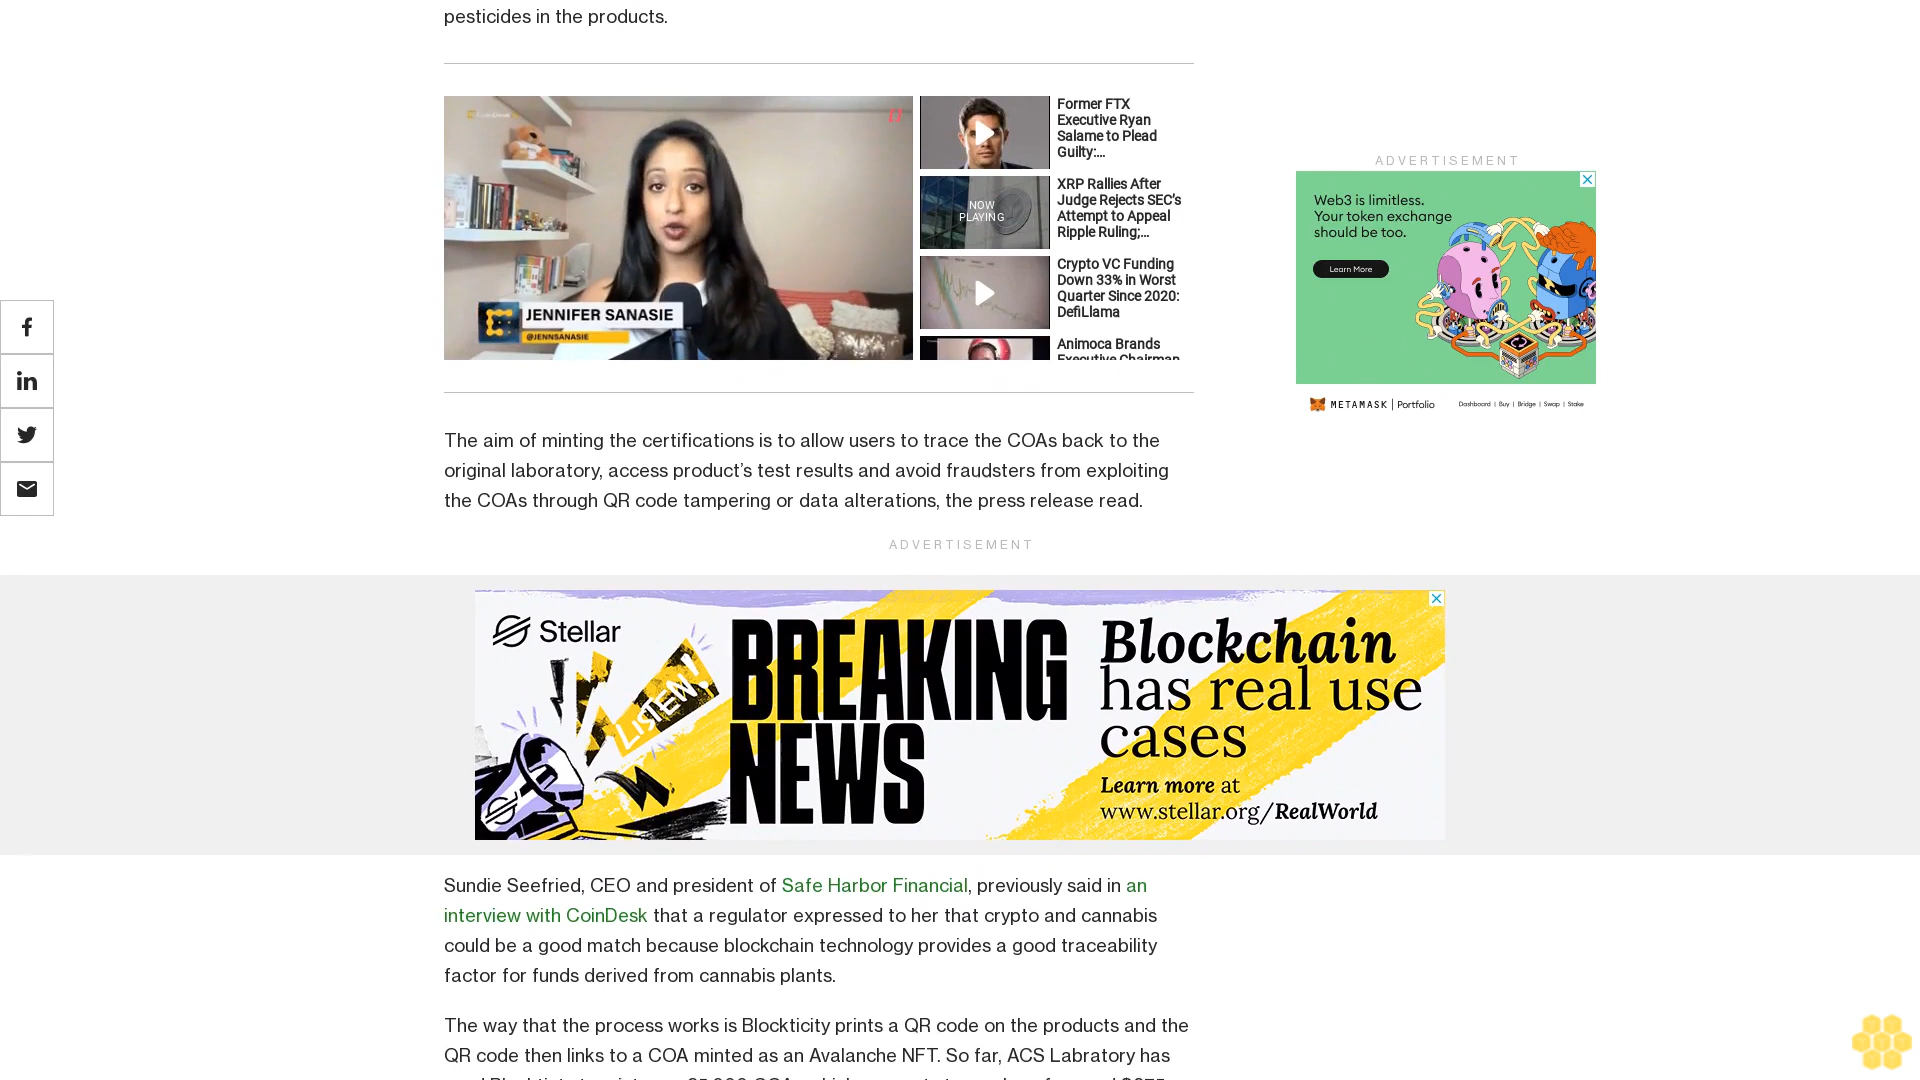 pesticides in the products.
JENNIFER SANASIE
@JENNSANASIE
Former FTX
Executive Ryan
Salame to Plead
Guilty:...
NOW
PLAYING
XRP Rallies After
Judge Rejects SEC’s
Attempt to Appeal
Ripple Ruling;...
Crypto VC Funding
Down 33% in Worst
Quarter Since 2020:
DefiLlama
Animoca Brands
Executive Chairman
ADVERTISEMENT
Web3 is limitless.
Your token exchange
should be too.
Learn More
METAMASK | Portfolio
Dashboard | Buy | Bridge | Swap | Stake
The aim of minting the certifications is to allow users to trace the COAs back to the
original laboratory, access product’s test results and avoid fraudsters from exploiting
the COAs through QR code tampering or data alterations, the press release read.
ADVERTISEMENT
Stellar
LISTEN!
BREAKING
NEWS
Blockchain
has real use
cases
Learn more at
www.stellar.org/RealWorld
Sundie Seefried, CEO and president of Safe Harbor Financial, previously said in an
interview with CoinDesk that a regulator expressed to her that crypto and cannabis
could be a good match because blockchain technology provides a good traceability
factor for funds derived from cannabis plants.
The way that the process works is Blockticity prints a QR code on the products and the
QR code then links to a COA minted as an Avalanche NFT. So far, ACS Labratory has